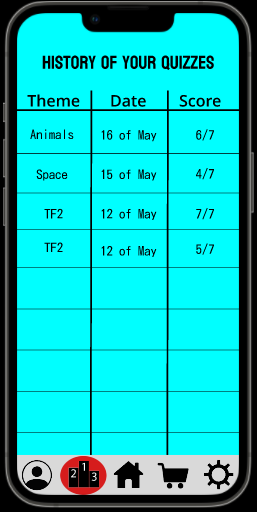 HISTORY OF YOUR QUIZZES
Theme Date Score
Animals 16 of May 6/7
Space 15 of May 4/7
TF2 12 of May 7/7
TF2 12 of May 5/7
2 1 3